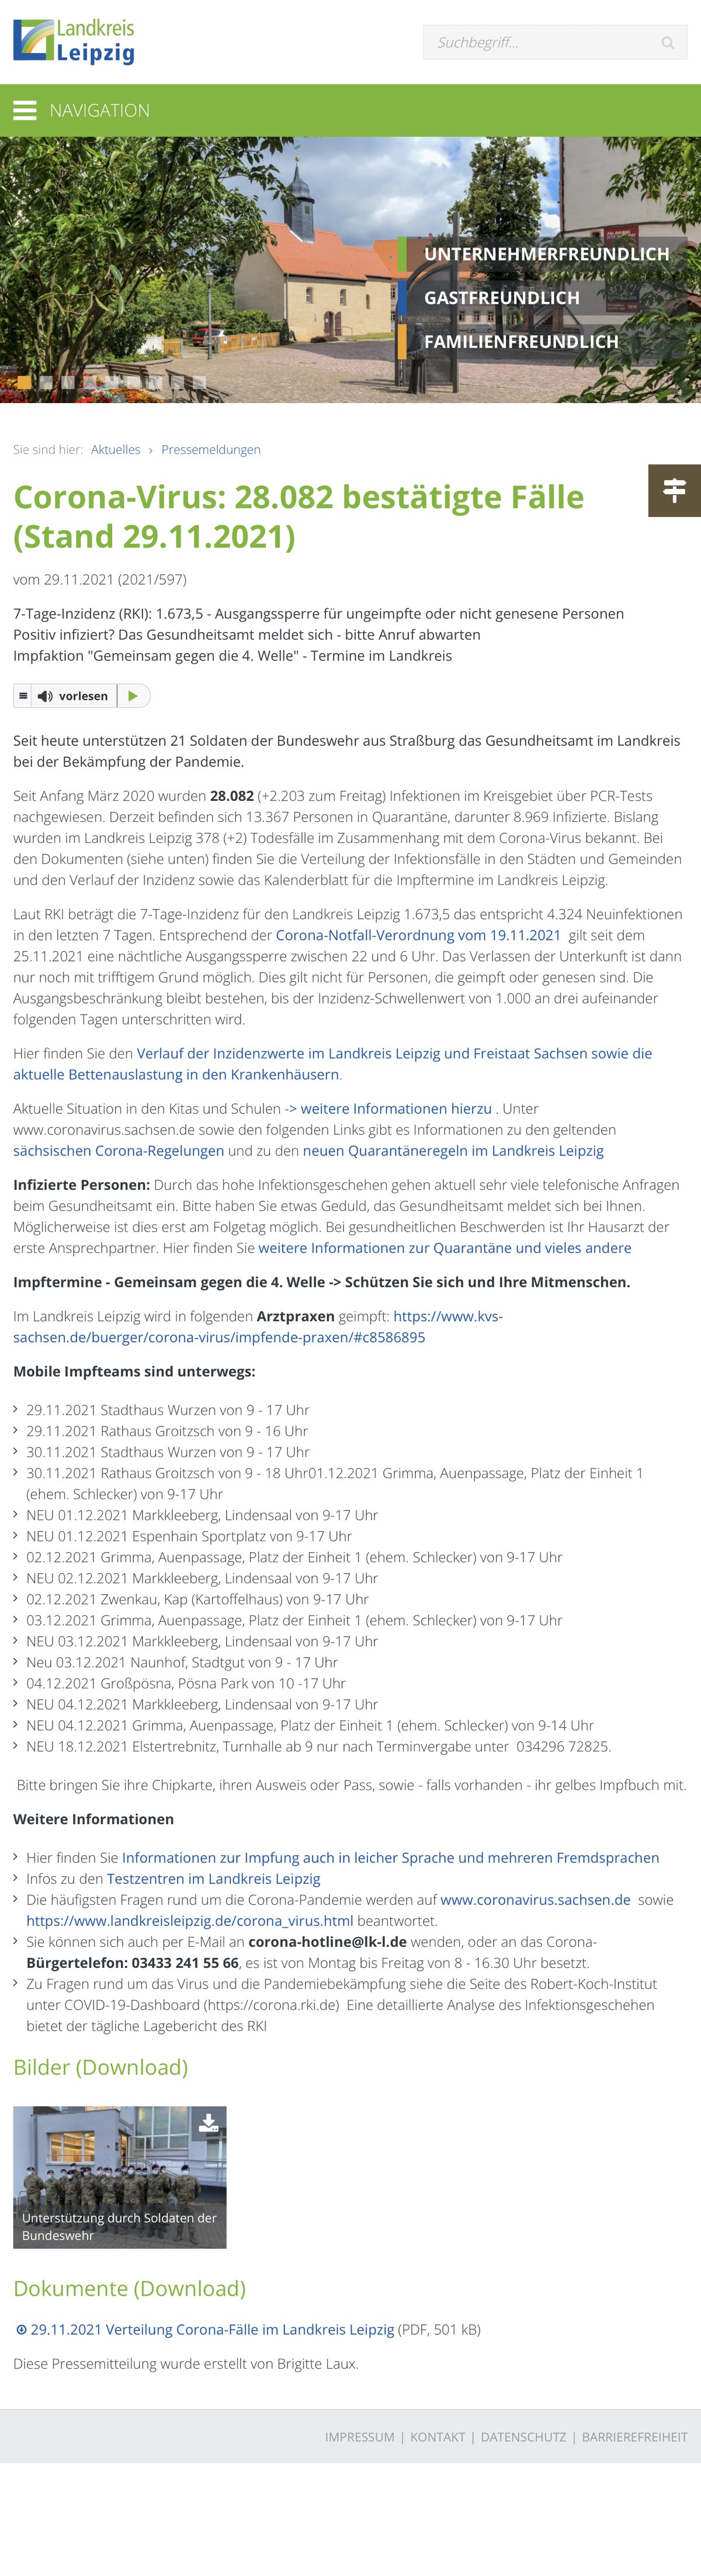 Landkreis
Leipzig
Suchbegriff...
NAVIGATION
UNTERNEHMERFREUNDLICH
GASTFREUNDLICH
FAMILIENFREUNDLICH
Sie sind hier: Aktuelles › Pressemeldungen
Corona-Virus: 28.082 bestätigte Fälle
(Stand 29.11.2021)
vom 29.11.2021 (2021/597)
7-Tage-Inzidenz (RKI): 1.673,5 - Ausgangssperre für ungeimpfte oder nicht genesene Personen
Positiv infiziert? Das Gesundheitsamt meldet sich - bitte Anruf abwarten
Impfaktion "Gemeinsam gegen die 4. Welle" - Termine im Landkreis
vorlesen
Seit heute unterstützen 21 Soldaten der Bundeswehr aus Straßburg das Gesundheitsamt im Landkreis
bei der Bekämpfung der Pandemie.
Seit Anfang März 2020 wurden 28.082 (+2.203 zum Freitag) Infektionen im Kreisgebiet über PCR-Tests
nachgewiesen. Derzeit befinden sich 13.367 Personen in Quarantäne, darunter 8.969 Infizierte. Bislang
wurden im Landkreis Leipzig 378 (+2) Todesfälle im Zusammenhang mit dem Corona-Virus bekannt. Bei
den Dokumenten (siehe unten) finden Sie die Verteilung der Infektionsfälle in den Städten und Gemeinden
und den Verlauf der Inzidenz sowie das Kalenderblatt für die Impftermine im Landkreis Leipzig.
Laut RKI beträgt die 7-Tage-Inzidenz für den Landkreis Leipzig 1.673,5 das entspricht 4.324 Neuinfektionen
in den letzten 7 Tagen. Entsprechend der Corona-Notfall-Verordnung vom 19.11.2021 gilt seit dem
25.11.2021 eine nächtliche Ausgangssperre zwischen 22 und 6 Uhr. Das Verlassen der Unterkunft ist dann
nur noch mit trifftigem Grund möglich. Dies gilt nicht für Personen, die geimpft oder genesen sind. Die
Ausgangsbeschränkung bleibt bestehen, bis der Inzidenz-Schwellenwert von 1.000 an drei aufeinander
folgenden Tagen unterschritten wird.
Hier finden Sie den Verlauf der Inzidenzwerte im Landkreis Leipzig und Freistaat Sachsen sowie die
aktuelle Bettenauslastung in den Krankenhäusern.
Aktuelle Situation in den Kitas und Schulen -> weitere Informationen hierzu . Unter
www.coronavirus.sachsen.de sowie den folgenden Links gibt es Informationen zu den geltenden
sächsischen Corona-Regelungen und zu den neuen Quarantäneregeln im Landkreis Leipzig
Infizierte Personen: Durch das hohe Infektionsgeschehen gehen aktuell sehr viele telefonische Anfragen
beim Gesundheitsamt ein. Bitte haben Sie etwas Geduld, das Gesundheitsamt meldet sich bei Ihnen.
Möglicherweise ist dies erst am Folgetag möglich. Bei gesundheitlichen Beschwerden ist Ihr Hausarzt der
erste Ansprechpartner. Hier finden Sie weitere Informationen zur Quarantäne und vieles andere
Impftermine - Gemeinsam gegen die 4. Welle -> Schützen Sie sich und Ihre Mitmenschen.
Im Landkreis Leipzig wird in folgenden Arztpraxen geimpft: https://www.kvs-
sachsen.de/buerger/corona-virus/impfende-praxen/#c8586895
Mobile Impfteams sind unterwegs:
› 29.11.2021 Stadthaus Wurzen von 9 - 17 Uhr
› 29.11.2021 Rathaus Groitzsch von 9 - 16 Uhr
› 30.11.2021 Stadthaus Wurzen von 9 - 17 Uhr
› 30.11.2021 Rathaus Groitzsch von 9 - 18 Uhr01.12.2021 Grimma, Auenpassage, Platz der Einheit 1
(ehem. Schlecker) von 9-17 Uhr
› NEU 01.12.2021 Markkleeberg, Lindensaal von 9-17 Uhr
› NEU 01.12.2021 Espenhain Sportplatz von 9-17 Uhr
› 02.12.2021 Grimma, Auenpassage, Platz der Einheit 1 (ehem. Schlecker) von 9-17 Uhr
› NEU 02.12.2021 Markkleeberg, Lindensaal von 9-17 Uhr
› 02.12.2021 Zwenkau, Kap (Kartoffelhaus) von 9-17 Uhr
› 03.12.2021 Grimma, Auenpassage, Platz der Einheit 1 (ehem. Schlecker) von 9-17 Uhr
› NEU 03.12.2021 Markkleeberg, Lindensaal von 9-17 Uhr
› Neu 03.12.2021 Naunhof, Stadtgut von 9 - 17 Uhr
› 04.12.2021 Großpösna, Pösna Park von 10 -17 Uhr
› NEU 04.12.2021 Markkleeberg, Lindensaal von 9-17 Uhr
› NEU 04.12.2021 Grimma, Auenpassage, Platz der Einheit 1 (ehem. Schlecker) von 9-14 Uhr
› NEU 18.12.2021 Elstertrebnitz, Turnhalle ab 9 nur nach Terminvergabe unter 034296 72825.
Bitte bringen Sie ihre Chipkarte, ihren Ausweis oder Pass, sowie - falls vorhanden - ihr gelbes Impfbuch mit.
Weitere Informationen
› Hier finden Sie Informationen zur Impfung auch in leicher Sprache und mehreren Fremdsprachen
› Infos zu den Testzentren im Landkreis Leipzig
› Die häufigsten Fragen rund um die Corona-Pandemie werden auf www.coronavirus.sachsen.de sowie
https://www.landkreisleipzig.de/corona_virus.html beantwortet.
› Sie können sich auch per E-Mail an corona-hotline@lk-l.de wenden, oder an das Corona-
Bürgertelefon: 03433 241 55 66, es ist von Montag bis Freitag von 8 - 16.30 Uhr besetzt.
› Zu Fragen rund um das Virus und die Pandemiebekämpfung siehe die Seite des Robert-Koch-Institut
unter COVID-19-Dashboard (https://corona.rki.de) Eine detaillierte Analyse des Infektionsgeschehen
bietet der tägliche Lagebericht des RKI
Bilder (Download)
Unterstützung durch Soldaten der
Bundeswehr
Dokumente (Download)
29.11.2021 Verteilung Corona-Fälle im Landkreis Leipzig (PDF, 501 kB)
Diese Pressemitteilung wurde erstellt von Brigitte Laux.
IMPRESSUM | KONTAKT | DATENSCHUTZ | BARRIEREFREIHEIT